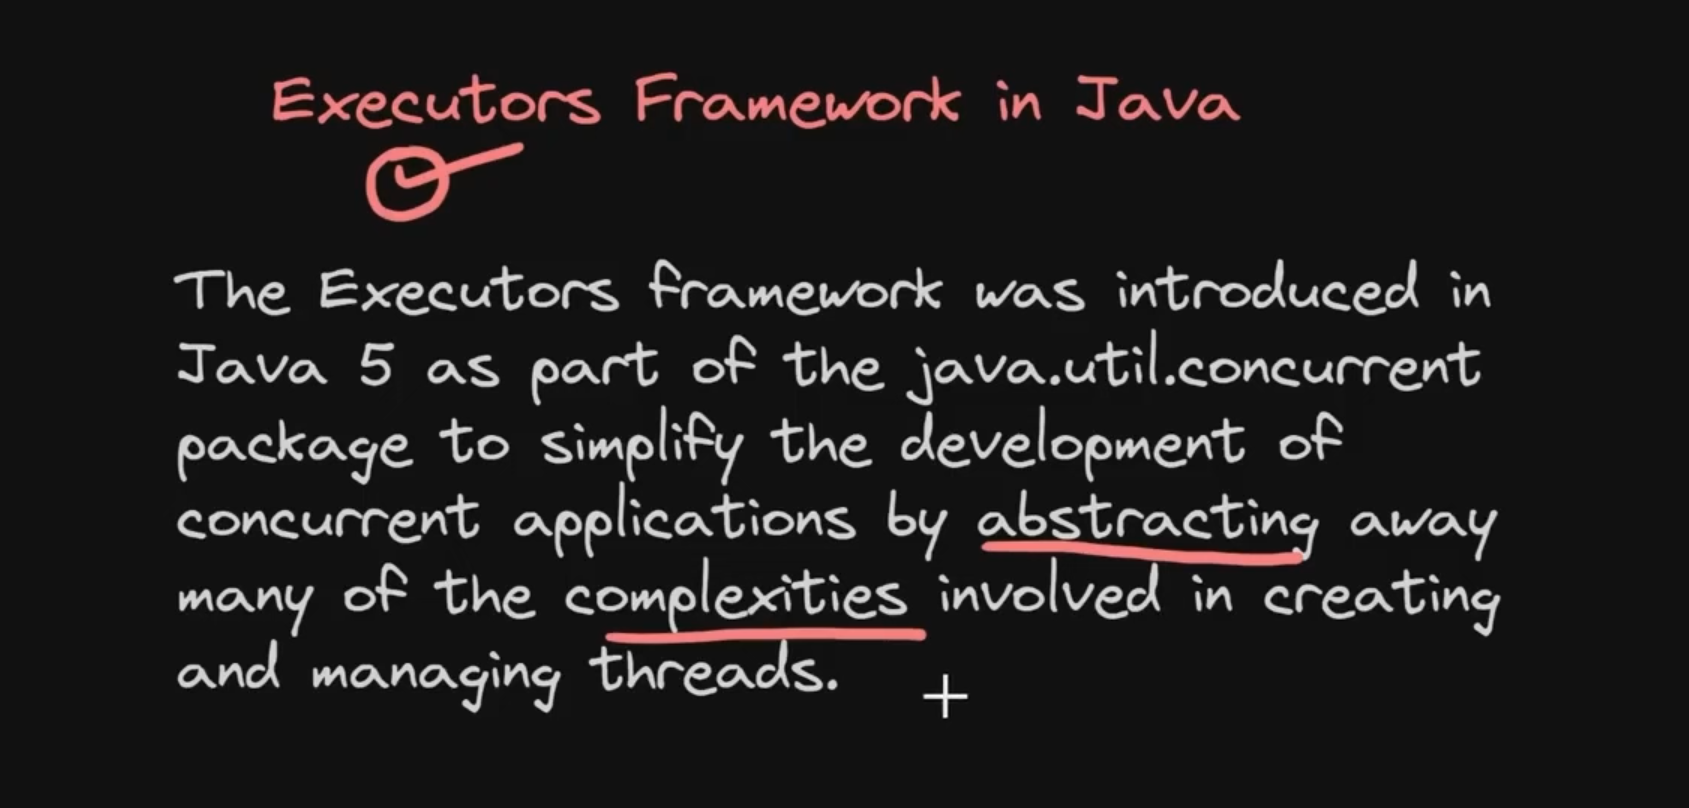 Executors Framework in Java
The Executors framework was introduced in
Java 5 as part of the java.util.concurrent
package to simplify the development of
concurrent applications by abstracting away
many of the complexities involved in creating
and managing threads.